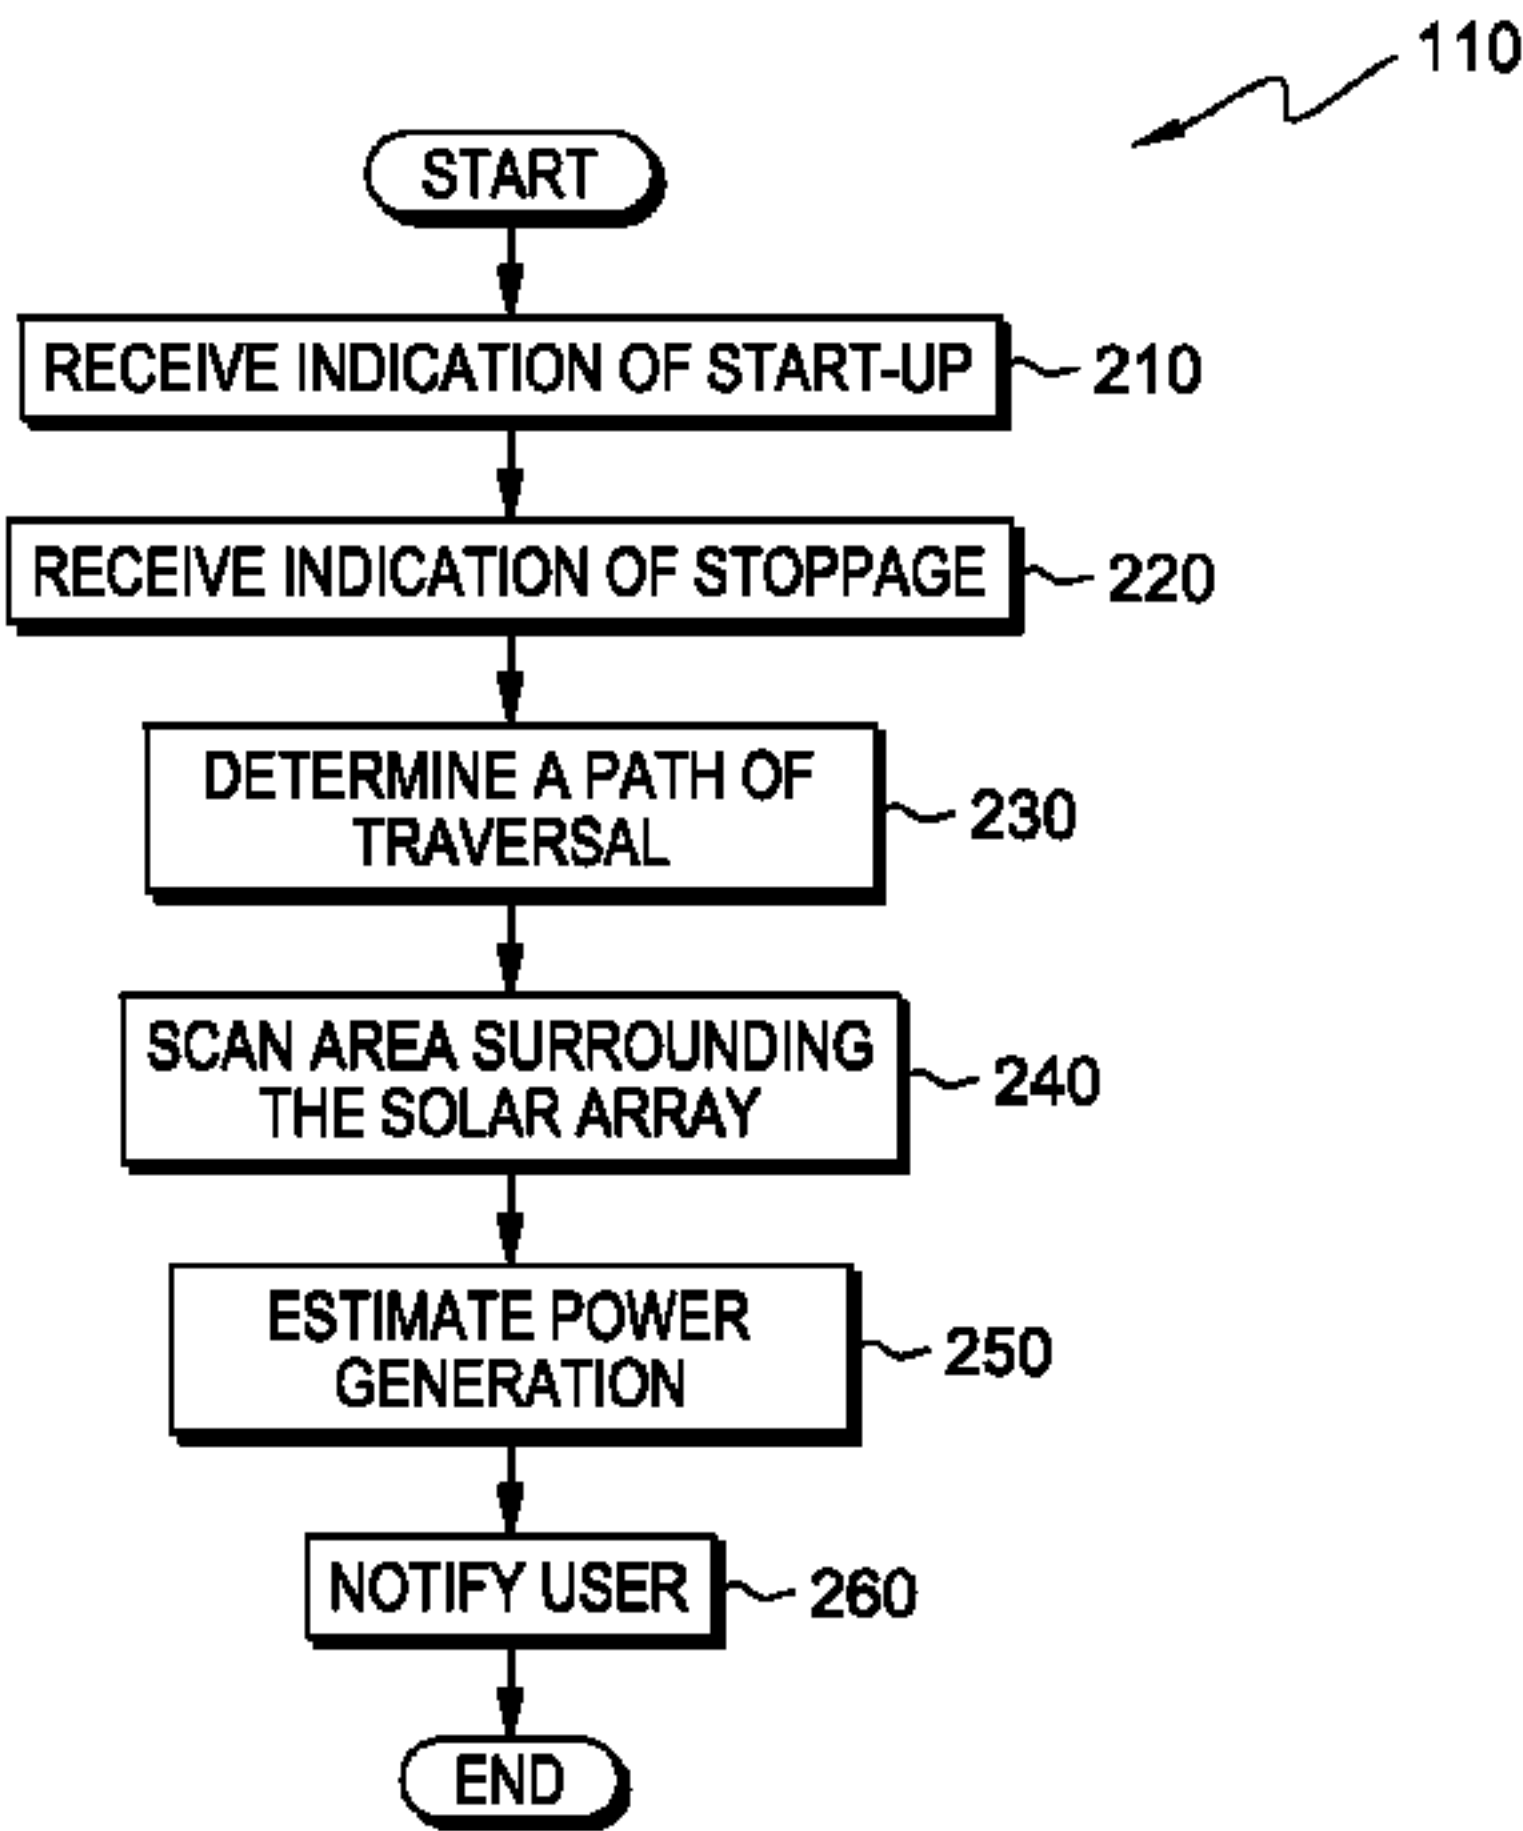 110
START
RECEIVE INDICATION OF START-UP
210
RECEIVE INDICATION OF STOPPAGE
220
DETERMINE A PATH OF
TRAVERSAL
230
SCAN AREA SURROUNDING
THE SOLAR ARRAY
240
ESTIMATE POWER
GENERATION
250
NOTIFY USER
260
END